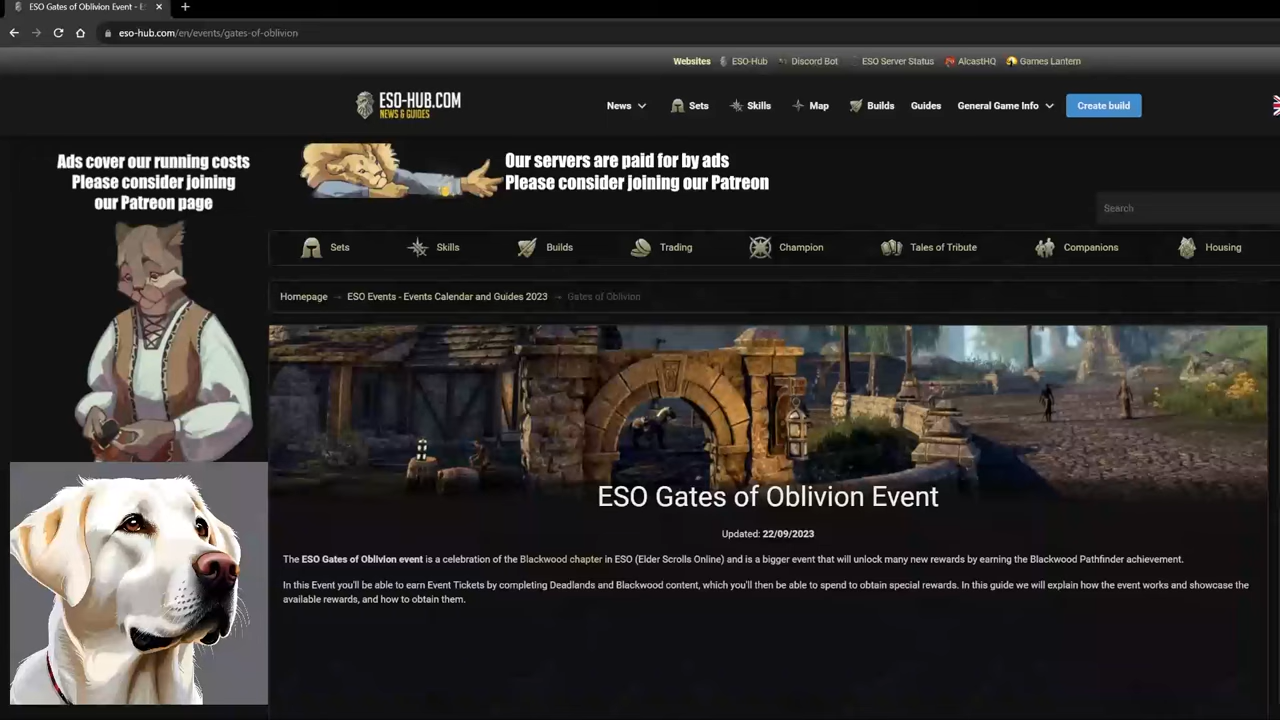 ESO Gates of Oblivion Event - E
eso-hub.com/en/events/gates-of-oblivion
Websites ESO-Hub Discord Bot ESO Server Status AlcastHQ Games Lantern
ESO-HUB.COM
NEWS & GUIDES
News Sets Skills Map Builds Guides General Game Info Create build
Ads cover our running costs
Please consider joining
our Patreon page
Our servers are paid for by ads
Please consider joining our Patreon
Search
Sets Skills Builds Trading Champion Tales of Tribute Companions Housing
Homepage → ESO Events - Events Calendar and Guides 2023 → Gates of Oblivion
ESO Gates of Oblivion Event
Updated: 22/09/2023
The ESO Gates of Oblivion event is a celebration of the Blackwood chapter in ESO (Elder Scrolls Online) and is a bigger event that will unlock many new rewards by earning the Blackwood Pathfinder achievement.
In this Event you'll be able to earn Event Tickets by completing Deadlands and Blackwood content, which you'll then be able to spend to obtain special rewards. In this guide we will explain how the event works and showcase the
available rewards, and how to obtain them.